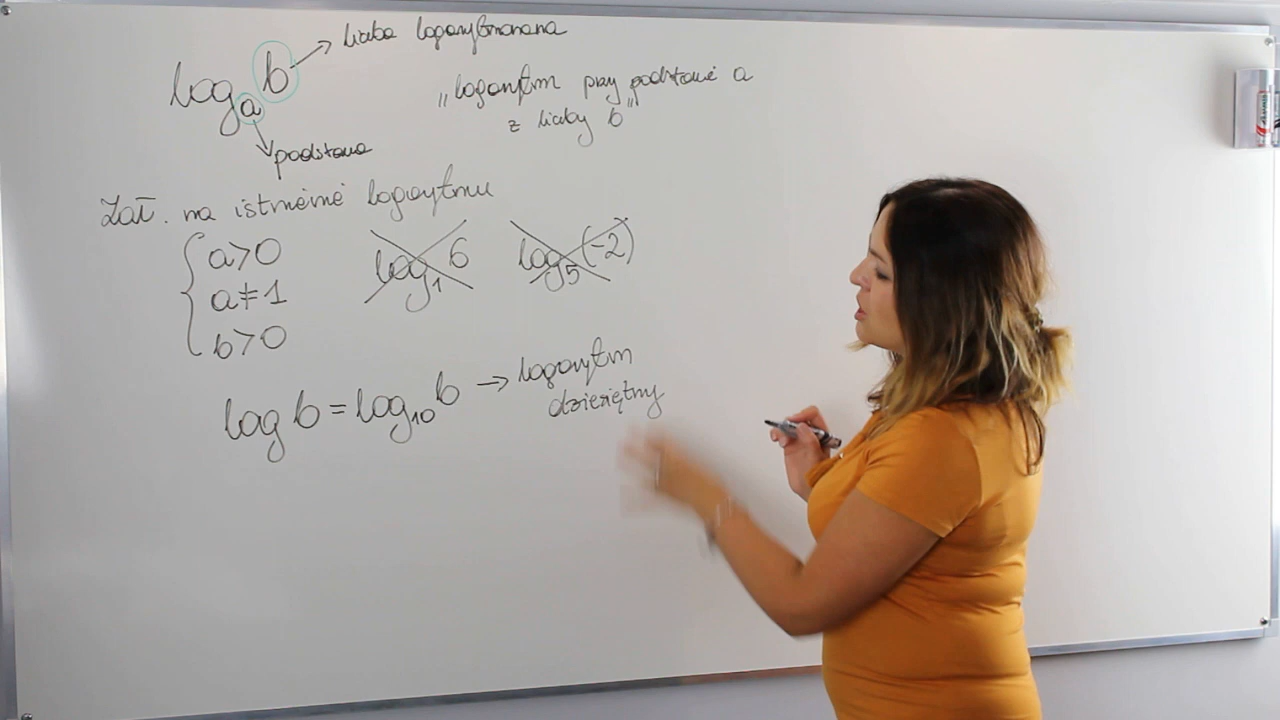 liczba logarytmowana
log_a b
„logarytm przy podstawie a
z liczby b”
podstawa
Zał. na istnienie logarytmu
a>0
a≠1
b>0
log_1 6
log_5 (-2)
log b = log_10 b → logarytm
dziesiętny